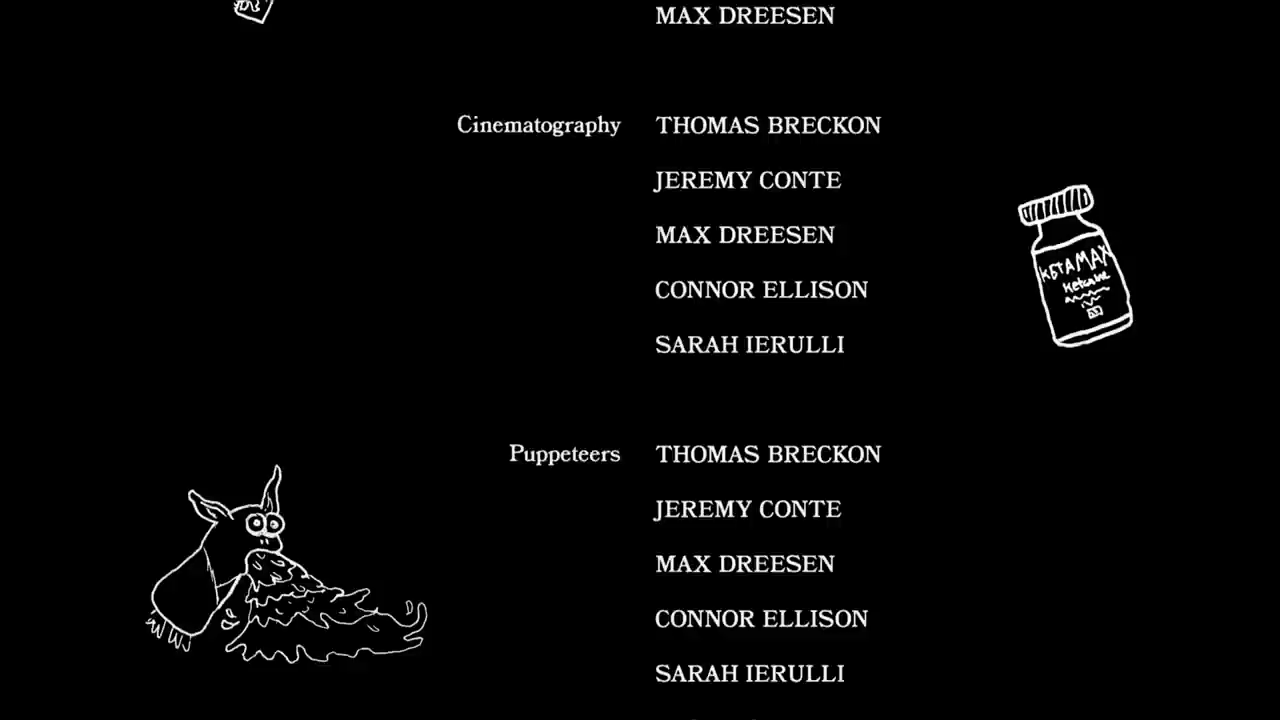 MAX DREESEN
Cinematography THOMAS BRECKON
JEREMY CONTE
MAX DREESEN
CONNOR ELLISON
SARAH IERULLI
KETAMAX
Puppeteers THOMAS BRECKON
JEREMY CONTE
MAX DREESEN
CONNOR ELLISON
SARAH IERULLI